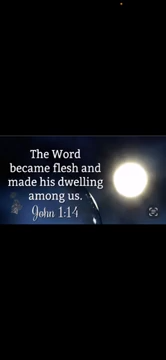 The Word
became flesh and
made his dwelling
among us.
John 1:14